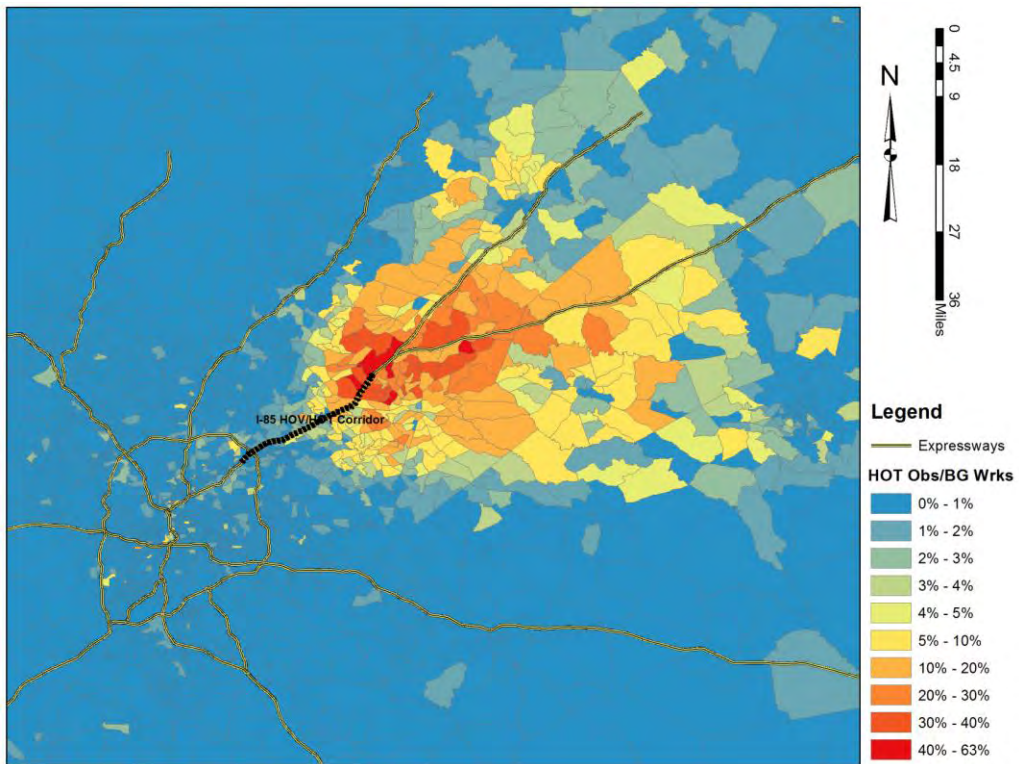 I-85 HOV/HOT Corridor
N
0
4.5
9
18
27
36
Miles
Legend
Expressways
HOT Obs/BG Wrks
0% - 1%
1% - 2%
2% - 3%
3% - 4%
4% - 5%
5% - 10%
10% - 20%
20% - 30%
30% - 40%
40% - 63%